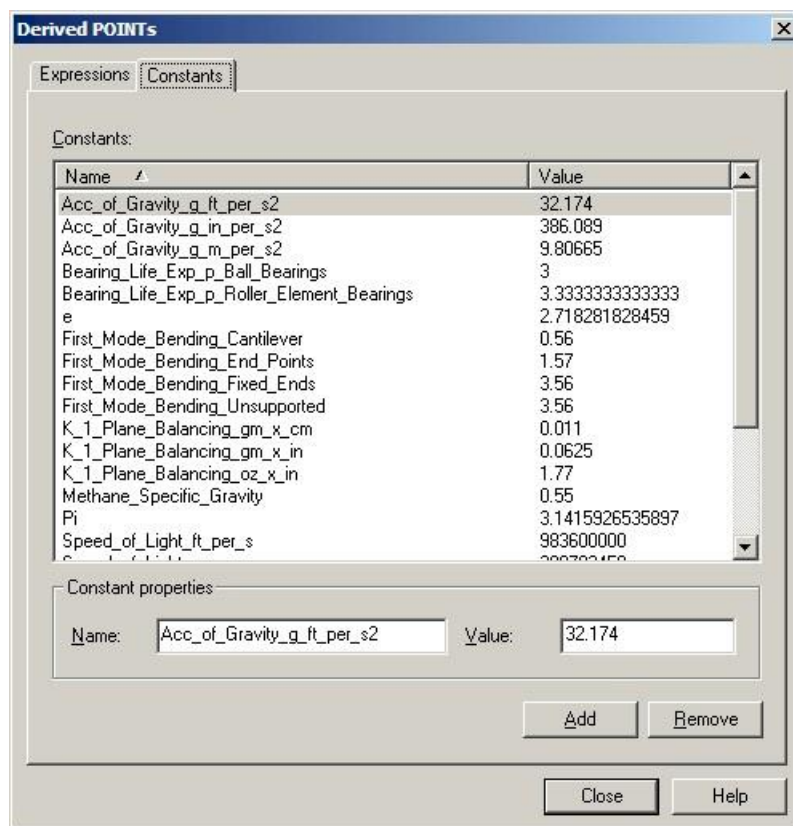 Derived POINTs
Expressions Constants
Constants:
Name Value
Acc_of_Gravity_g_ft_per_s2 32.174
Acc_of_Gravity_g_in_per_s2 386.089
Acc_of_Gravity_g_m_per_s2 9.80665
Bearing_Life_Exp_p_Ball_Bearings 3
Bearing_Life_Exp_p_Roller_Element_Bearings 3.3333333333333
e 2.718281828459
First_Mode_Bending_Cantilever 0.56
First_Mode_Bending_End_Points 1.57
First_Mode_Bending_Fixed_Ends 3.56
First_Mode_Bending_Unsupported 3.56
K_1_Plane_Balancing_gm_x_cm 0.011
K_1_Plane_Balancing_gm_x_in 0.0625
K_1_Plane_Balancing_oz_x_in 1.77
Methane_Specific_Gravity 0.55
Pi 3.1415926535897
Speed_of_Light_ft_per_s 983600000
Constant properties
Name: Acc_of_Gravity_g_ft_per_s2 Value: 32.174
Add Remove
Close Help